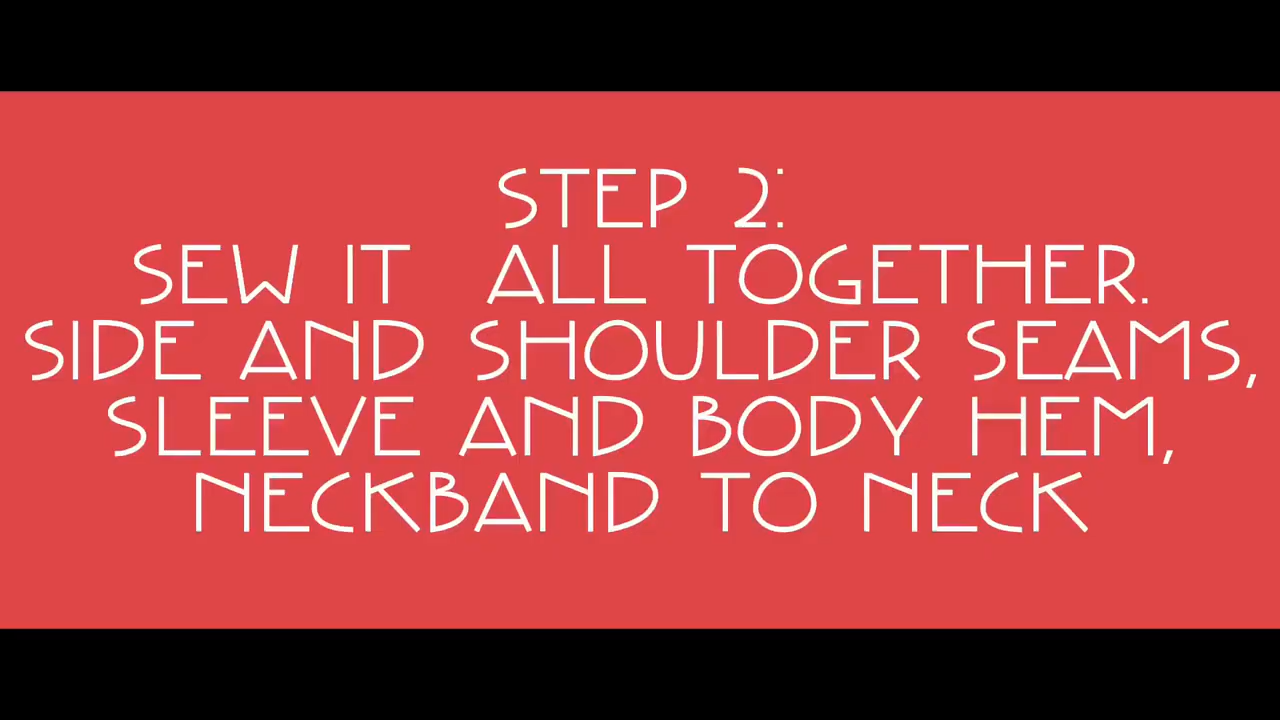 STEP 2:
SEW IT ALL TOGETHER.
SIDE AND SHOULDER SEAMS,
SLEEVE AND BODY HEM,
NECKBAND TO NECK